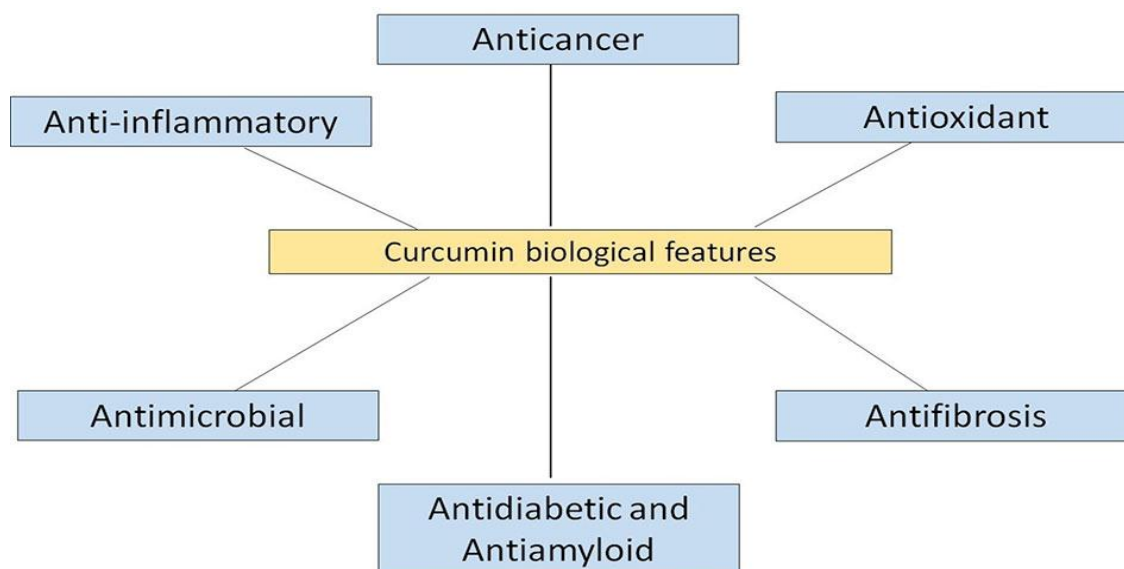 Anticancer
Anti-inflammatory
Antioxidant
Curcumin biological features
Antimicrobial
Antifibrosis
Antidiabetic and
Antiamyloid